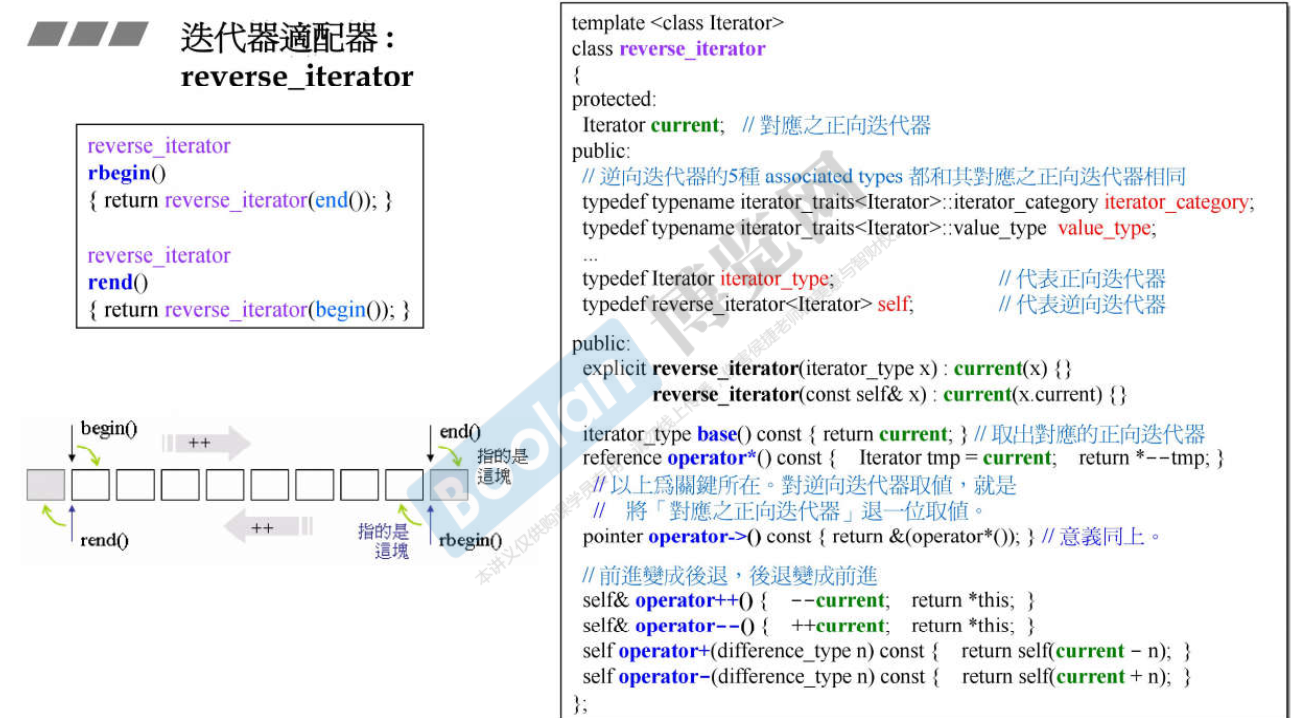 迭代器適配器：
reverse_iterator
reverse_iterator
rbegin()
{ return reverse_iterator(end()); }
reverse_iterator
rend()
{ return reverse_iterator(begin()); }
begin()
++
end()
指的是
這塊
rend()
++
指的是
這塊
rbegin()
template <class Iterator>
class reverse_iterator
{
protected:
Iterator current; // 對應之正向迭代器
public:
// 逆向迭代器的5種 associated types 都和其對應之正向迭代器相同
typedef typename iterator_traits<Iterator>::iterator_category iterator_category;
typedef typename iterator_traits<Iterator>::value_type value_type;
...
typedef Iterator iterator_type; // 代表正向迭代器
typedef reverse_iterator<Iterator> self; // 代表逆向迭代器
public:
explicit reverse_iterator(iterator_type x) : current(x) {}
reverse_iterator(const self& x) : current(x.current) {}
iterator_type base() const { return current; } // 取出對應的正向迭代器
reference operator*() const { Iterator tmp = current; return *--tmp; }
// 以上爲關鍵所在。對逆向迭代器取值，就是
// 將「對應之正向迭代器」退一位取值。
pointer operator->() const { return &(operator*()); } // 意義同上。
// 前進變成後退，後退變成前進
self& operator++() { --current; return *this; }
self& operator--() { ++current; return *this; }
self operator+(difference_type n) const { return self(current - n); }
self operator-(difference_type n) const { return self(current + n); }
};
Boolan 博览网